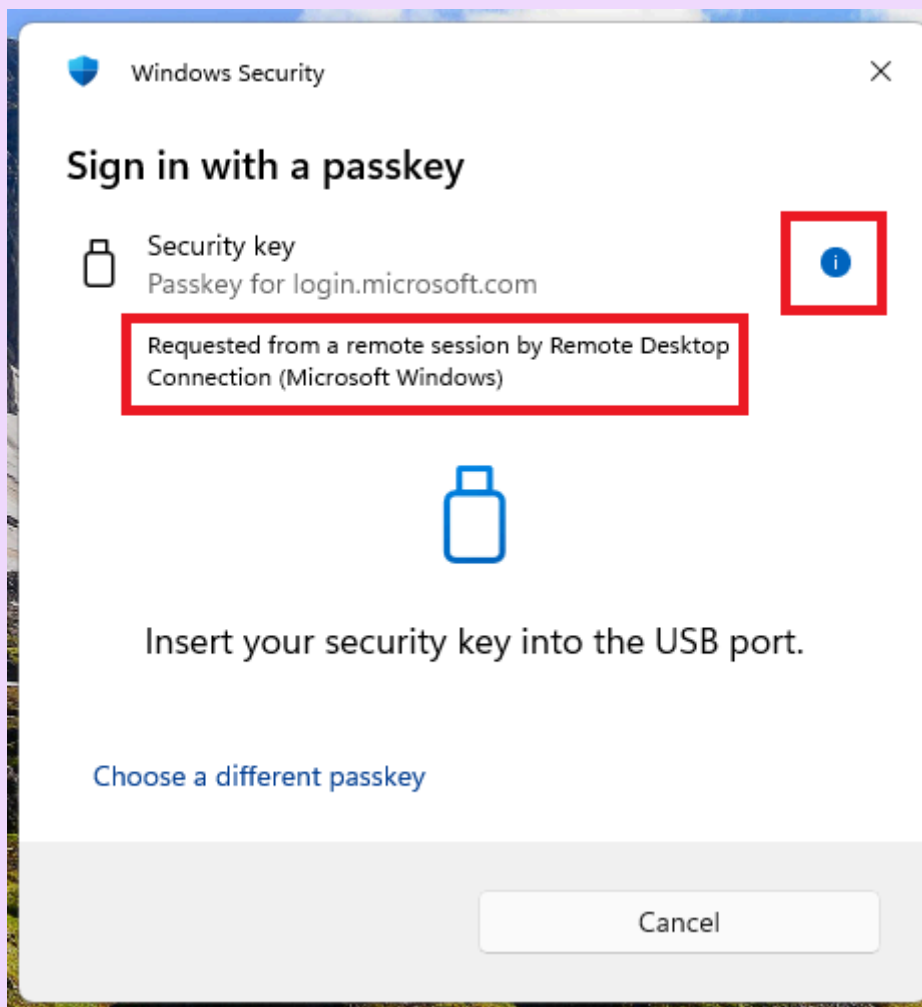 Windows Security
Sign in with a passkey
Security key
Passkey for login.microsoft.com
Requested from a remote session by Remote Desktop
Connection (Microsoft Windows)
Insert your security key into the USB port.
Choose a different passkey
Cancel